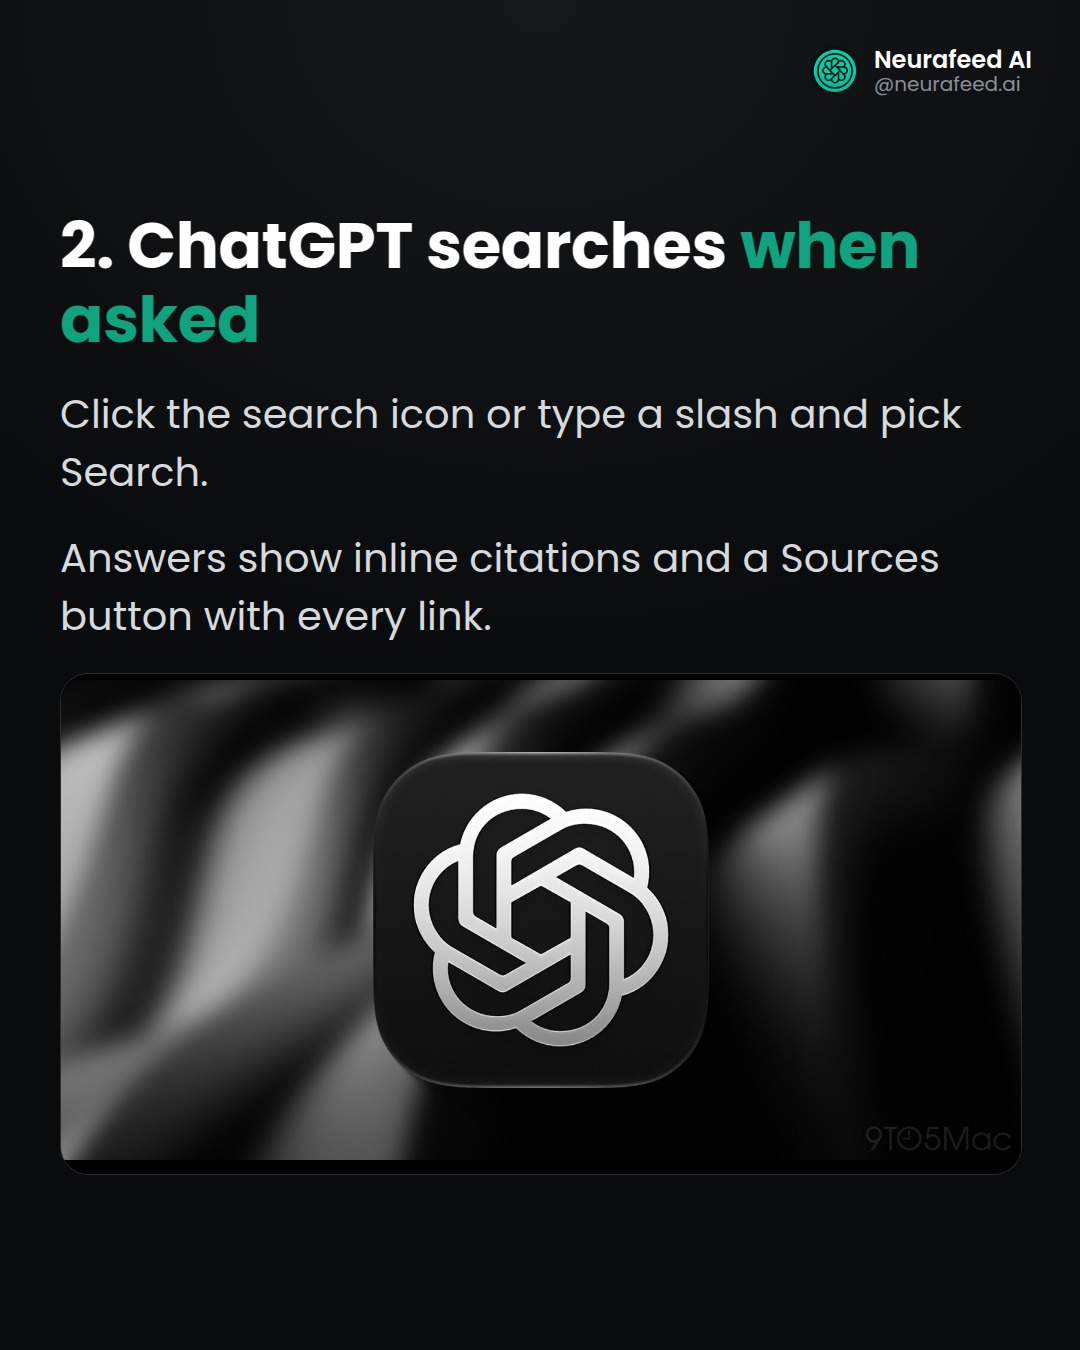 Neurafeed AI
@neurafeed.ai
2. ChatGPT searches when
asked
Click the search icon or type a slash and pick
Search.
Answers show inline citations and a Sources
button with every link.
9TO5Mac